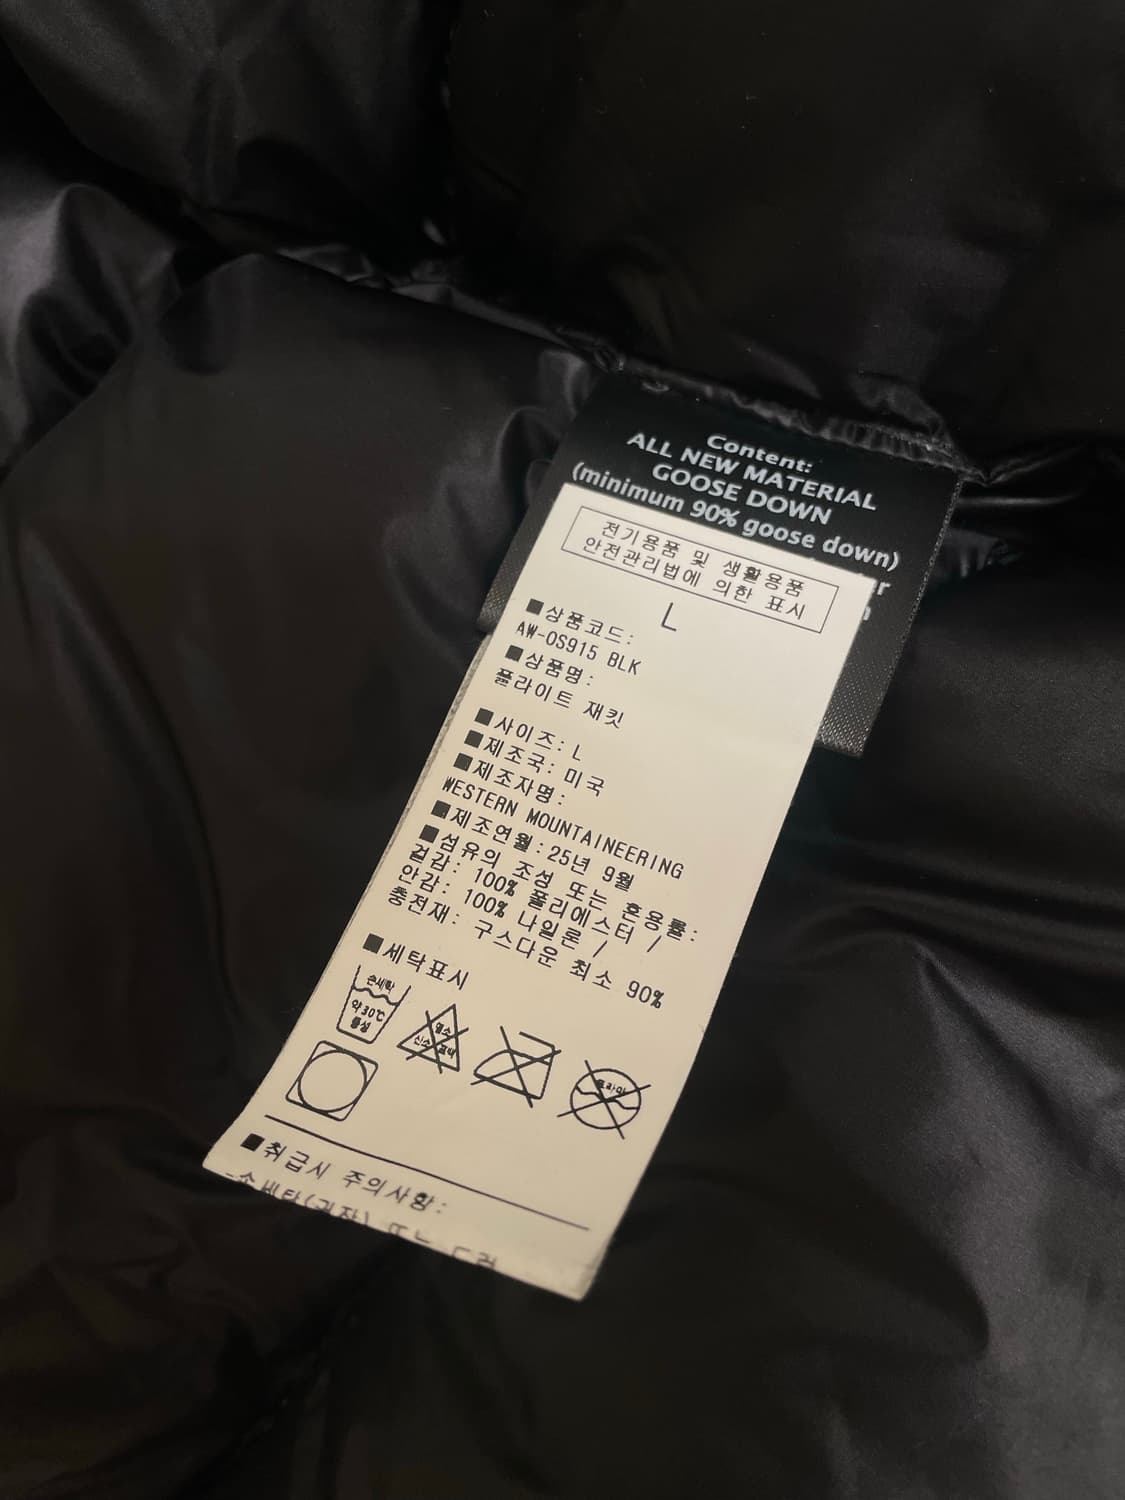 Content:
ALL NEW MATERIAL
GOOSE DOWN
(minimum 90% goose down)
전기용품 및 생활용품
안전관리법에 의한 표시
L
■상품코드:
AW-OS915 BLK
■상품명:
플라이트 재킷
■사이즈: L
■제조국: 미국
■제조자명:
WESTERN MOUNTAINEERING
■제조연월: 25년 9월
■섬유의 조성 또는 혼용률:
겉감: 100% 폴리에스터 /
안감: 100% 나일론 /
충전재: 구스다운 최소 90%
■세탁표시
손세탁
약30℃
중성
■취급시 주의사항: